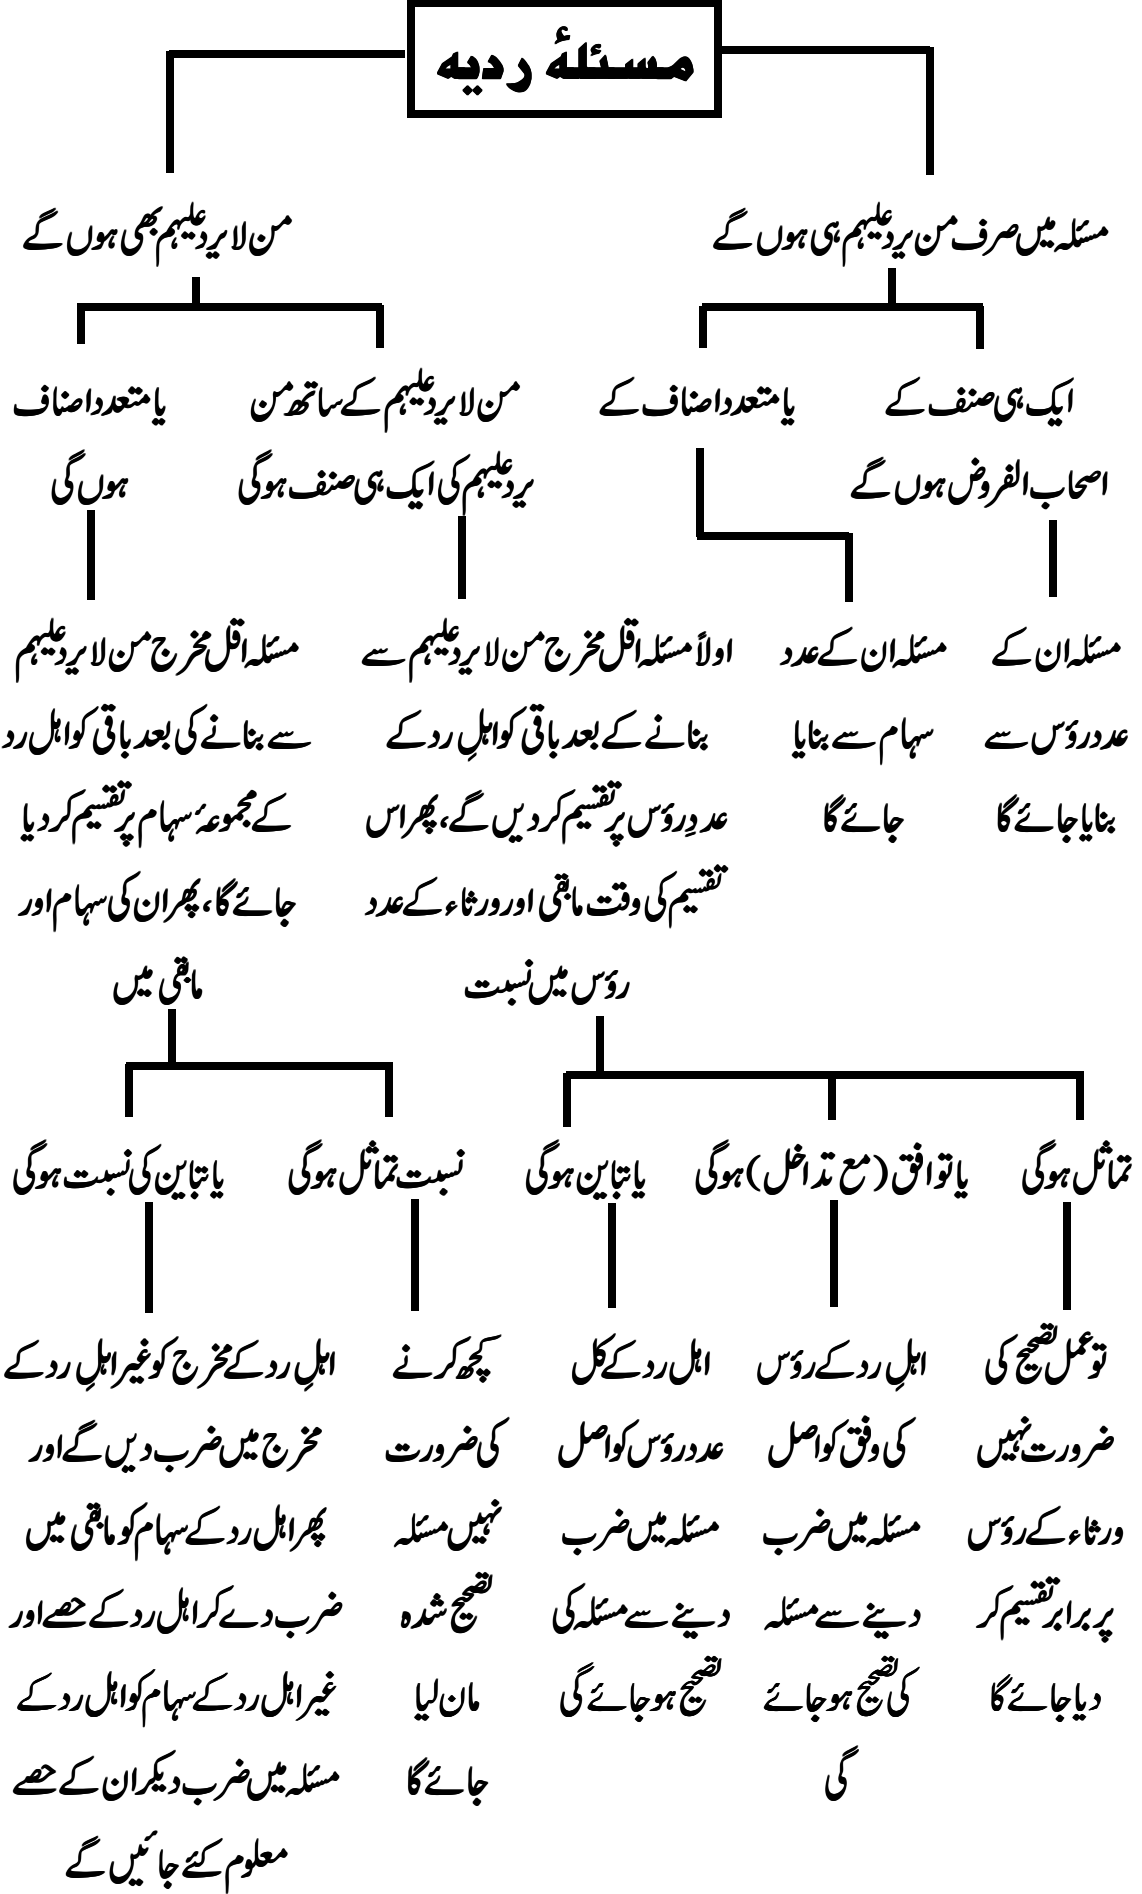 مسئلۂ ردیہ
مسئلہ میں صرف من یرد علیہم ہی ہوں گے
من لا یرد علیہم بھی ہوں گے
ایک ہی صنف کے
اصحاب الفروض ہوں گے
یا متعدد اصناف کے
من لا یرد علیہم کے ساتھ من
یرد علیہم کی ایک ہی صنف ہوگی
یا متعدد اصناف
ہوں گی
مسئلہ ان کے
عدد رؤس سے
بنایا جائے گا
مسئلہ ان کے عدد
سہام سے بنایا
جائے گا
اولاً مسئلہ اقل مخرج من لا یرد علیہم سے
بنانے کے بعد باقی کو اہلِ رد کے
عددِ رؤس پر تقسیم کر دیں گے، پھر اس
تقسیم کی وقت مابقی اور ورثاء کے عدد
رؤس میں نسبت
مسئلہ اقل مخرج من لا یرد علیہم
سے بنانے کی بعد باقی کو اہل رد
کے مجموعۂ سہام پر تقسیم کر دیا
جائے گا، پھر ان کی سہام اور
مابقی میں
تماثل ہوگی
یا توافق (مع تداخل) ہوگی
یا تباین ہوگی
نسبت تماثل ہوگی
یا تباین کی نسبت ہوگی
تو عمل تصحیح کی
ضرورت نہیں
ورثاء کے رؤس
پر برابر تقسیم کر
دیا جائے گا
اہلِ رد کے رؤس
کی وفق کو اصل
مسئلہ میں ضرب
دینے سے مسئلہ
کی تصحیح ہو جائے
گی
اہل رد کے کل
عدد رؤس کو اصل
مسئلہ میں ضرب
دینے سے مسئلہ کی
تصحیح ہو جائے گی
کچھ کرنے
کی ضرورت
نہیں مسئلہ
تصحیح شدہ
مان لیا
جائے گا
اہلِ رد کے مخرج کو غیر اہلِ رد کے
مخرج میں ضرب دیں گے اور
پھر اہل رد کے سہام کو مابقی میں
ضرب دے کر اہل رد کے حصے اور
غیر اہل رد کے سہام کو اہل رد کے
مسئلہ میں ضرب دیکر ان کے حصے
معلوم کئے جائیں گے